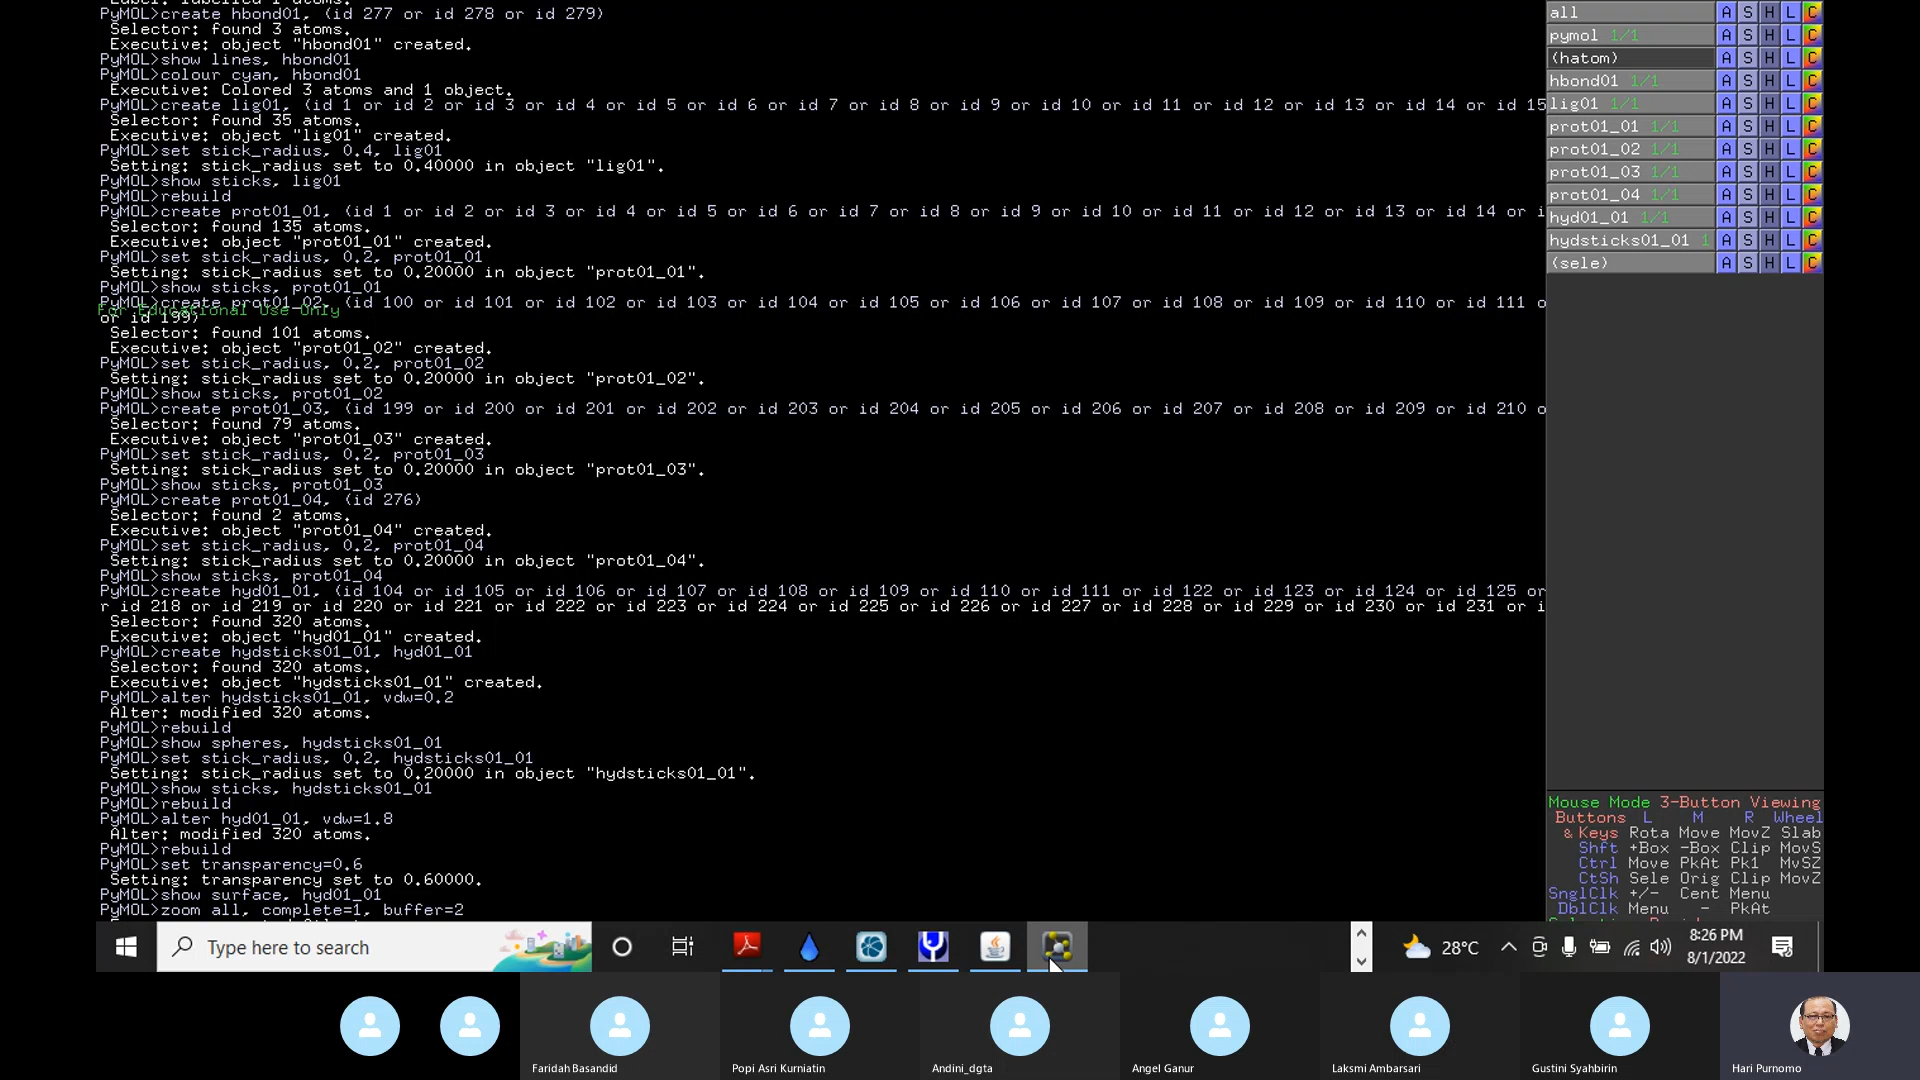 PyMOL>create hbond01, (id 277 or id 278 or id 279)
Selector: found 3 atoms.
Executive: object "hbond01" created.
PyMOL>show lines, hbond01
PyMOL>colour cyan, hbond01
Executive: Colored 3 atoms and 1 object.
PyMOL>create lig01, (id 1 or id 2 or id 3 or id 4 or id 5 or id 6 or id 7 or id 8 or id 9 or id 10 or id 11 or id 12 or id 13 or id 14 or id 15
Selector: found 35 atoms.
Executive: object "lig01" created.
PyMOL>set stick_radius, 0.4, lig01
Setting: stick_radius set to 0.40000 in object "lig01".
PyMOL>show sticks, lig01
PyMOL>rebuild
PyMOL>create prot01_01, (id 1 or id 2 or id 3 or id 4 or id 5 or id 6 or id 7 or id 8 or id 9 or id 10 or id 11 or id 12 or id 13 or id 14 or i
Selector: found 135 atoms.
Executive: object "prot01_01" created.
PyMOL>set stick_radius, 0.2, prot01_01
Setting: stick_radius set to 0.20000 in object "prot01_01".
PyMOL>show sticks, prot01_01
PyMOL>create prot01_02, (id 100 or id 101 or id 102 or id 103 or id 104 or id 105 or id 106 or id 107 or id 108 or id 109 or id 110 or id 111 o
For Educational Use Only
or id 199)
Selector: found 101 atoms.
Executive: object "prot01_02" created.
PyMOL>set stick_radius, 0.2, prot01_02
Setting: stick_radius set to 0.20000 in object "prot01_02".
PyMOL>show sticks, prot01_02
PyMOL>create prot01_03, (id 199 or id 200 or id 201 or id 202 or id 203 or id 204 or id 205 or id 206 or id 207 or id 208 or id 209 or id 210 o
Selector: found 79 atoms.
Executive: object "prot01_03" created.
PyMOL>set stick_radius, 0.2, prot01_03
Setting: stick_radius set to 0.20000 in object "prot01_03".
PyMOL>show sticks, prot01_03
PyMOL>create prot01_04, (id 276)
Selector: found 2 atoms.
Executive: object "prot01_04" created.
PyMOL>set stick_radius, 0.2, prot01_04
Setting: stick_radius set to 0.20000 in object "prot01_04".
PyMOL>show sticks, prot01_04
PyMOL>create hyd01_01, (id 104 or id 105 or id 106 or id 107 or id 108 or id 109 or id 110 or id 111 or id 122 or id 123 or id 124 or id 125 or
r id 218 or id 219 or id 220 or id 221 or id 222 or id 223 or id 224 or id 225 or id 226 or id 227 or id 228 or id 229 or id 230 or id 231 or i
Selector: found 320 atoms.
Executive: object "hyd01_01" created.
PyMOL>create hydsticks01_01, hyd01_01
Selector: found 320 atoms.
Executive: object "hydsticks01_01" created.
PyMOL>alter hydsticks01_01, vdw=0.2
Alter: modified 320 atoms.
PyMOL>rebuild
PyMOL>show spheres, hydsticks01_01
PyMOL>set stick_radius, 0.2, hydsticks01_01
Setting: stick_radius set to 0.20000 in object "hydsticks01_01".
PyMOL>show sticks, hydsticks01_01
PyMOL>rebuild
PyMOL>alter hyd01_01, vdw=1.8
Alter: modified 320 atoms.
PyMOL>rebuild
PyMOL>set transparency=0.6
Setting: transparency set to 0.60000.
PyMOL>show surface, hyd01_01
PyMOL>zoom all, complete=1, buffer=2
all A S H L C
pymol 1/1 A S H L C
(hatom) A S H L C
hbond01 1/1 A S H L C
lig01 1/1 A S H L C
prot01_01 1/1 A S H L C
prot01_02 1/1 A S H L C
prot01_03 1/1 A S H L C
prot01_04 1/1 A S H L C
hyd01_01 1/1 A S H L C
hydsticks01_01 1 A S H L C
(sele) A S H L C
Mouse Mode 3-Button Viewing
Buttons L M R Wheel
& Keys Rota Move MovZ Slab
Shft +Box -Box Clip MovS
Ctrl Move PkAt Pk1 MvSZ
CtSh Sele Orig Clip MovZ
SnglClk +/- Cent Menu
DblClk Menu - PkAt
Type here to search
28°C
8:26 PM
8/1/2022
Faridah Basandid
Popi Asri Kurniatin
Andini_dgta
Angel Ganur
Laksmi Ambarsari
Gustini Syahbirin
Hari Purnomo